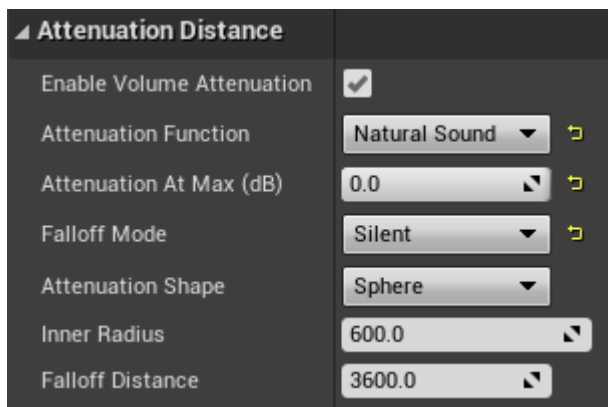 Attenuation Distance
Enable Volume Attenuation
Attenuation Function Natural Sound
Attenuation At Max (dB) 0.0
Falloff Mode Silent
Attenuation Shape Sphere
Inner Radius 600.0
Falloff Distance 3600.0